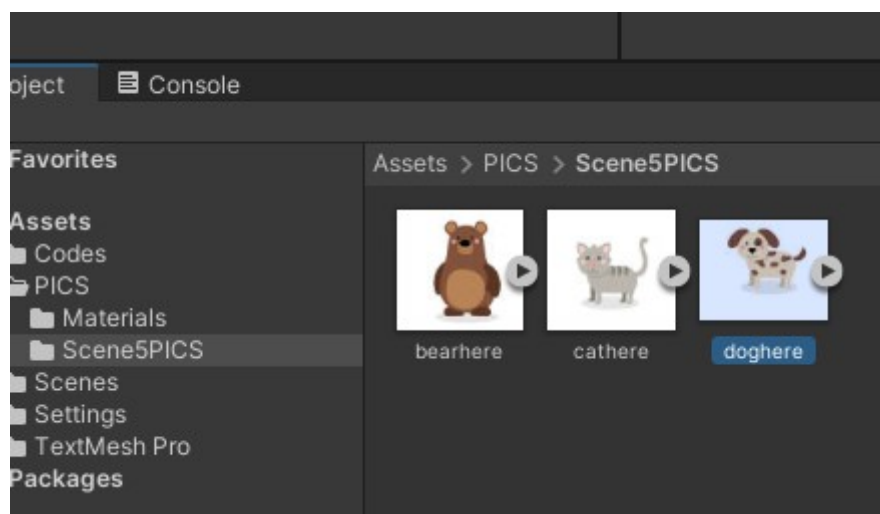 oject
Console
Favorites
Assets > PICS > Scene5PICS
Assets
Codes
PICS
Materials
Scene5PICS
Scenes
Settings
TextMesh Pro
Packages
bearhere
cathere
doghere